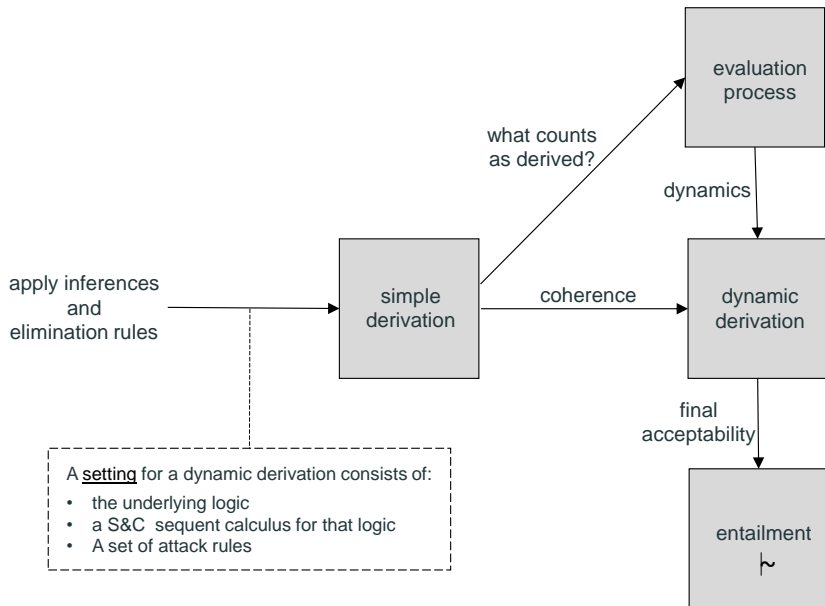 evaluation
process
what counts
as derived?
dynamics
apply inferences
and
elimination rules
simple
derivation
coherence
dynamic
derivation
final
acceptability
A setting for a dynamic derivation consists of:
• the underlying logic
• a S&C sequent calculus for that logic
• A set of attack rules
entailment
|~